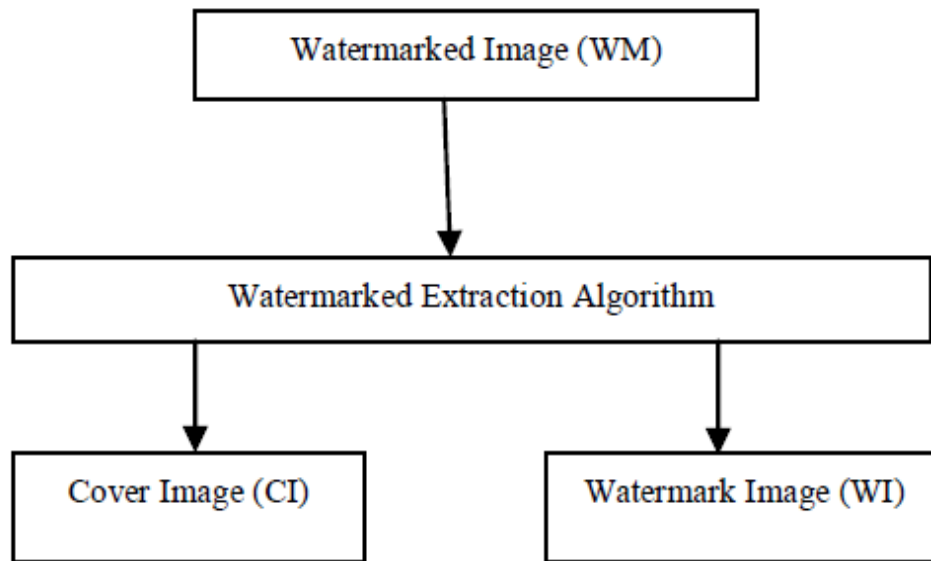 Watermarked Image (WM)
Watermarked Extraction Algorithm
Cover Image (CI)
Watermark Image (WI)